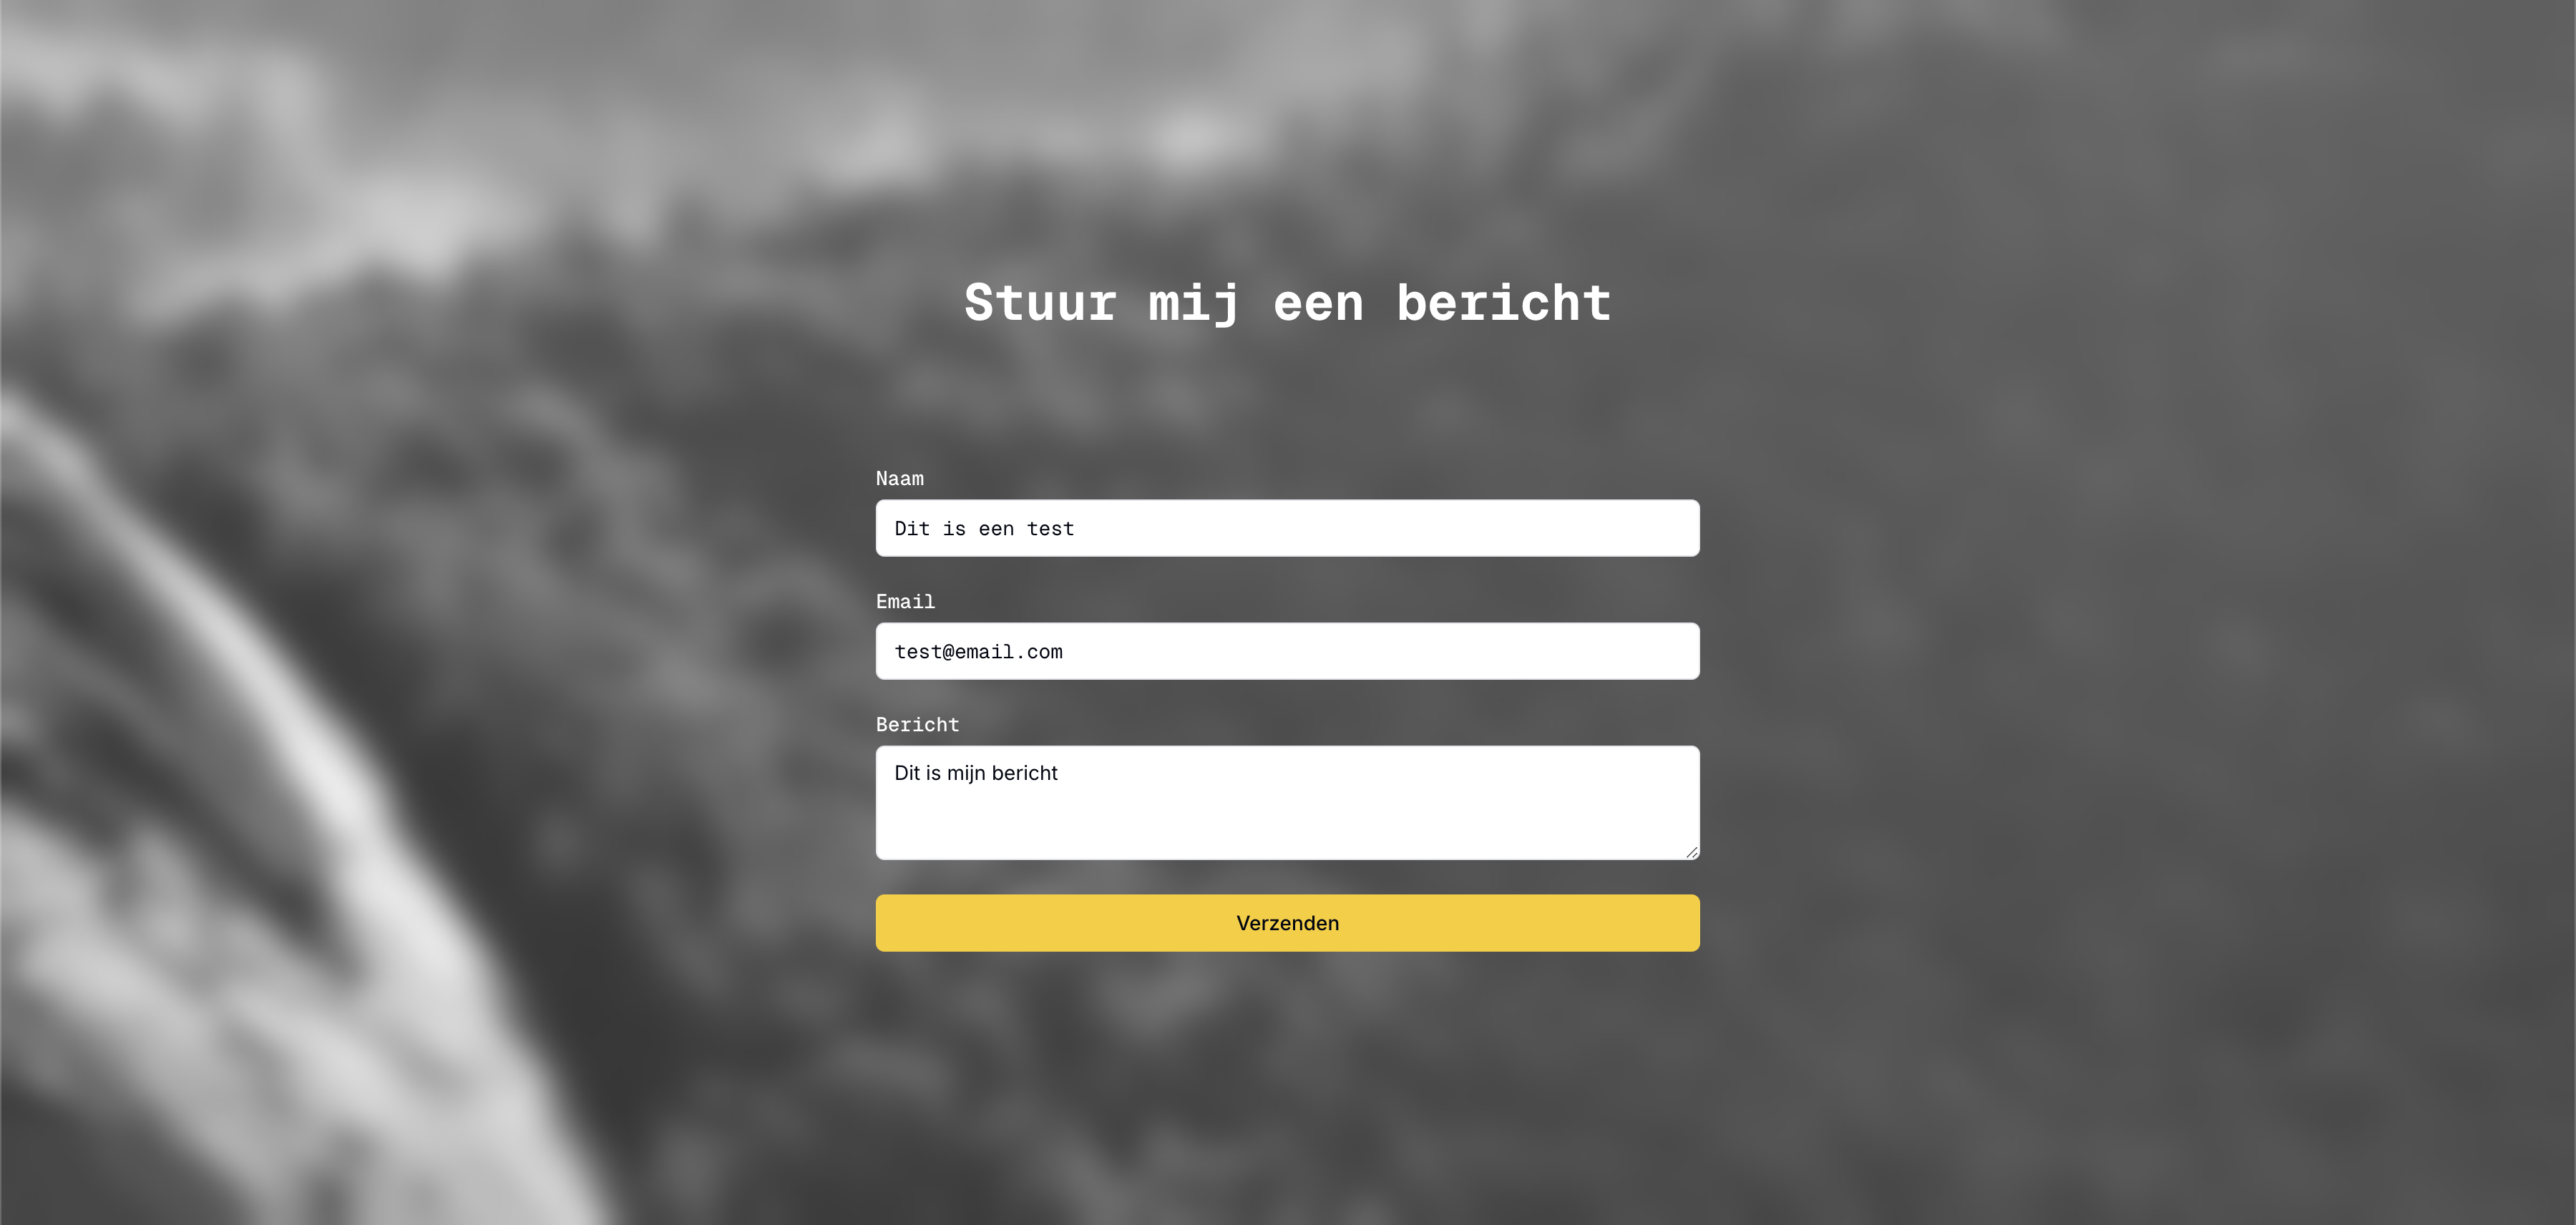 Stuur mij een bericht
Naam
Dit is een test
Email
test@email.com
Bericht
Dit is mijn bericht
Verzenden